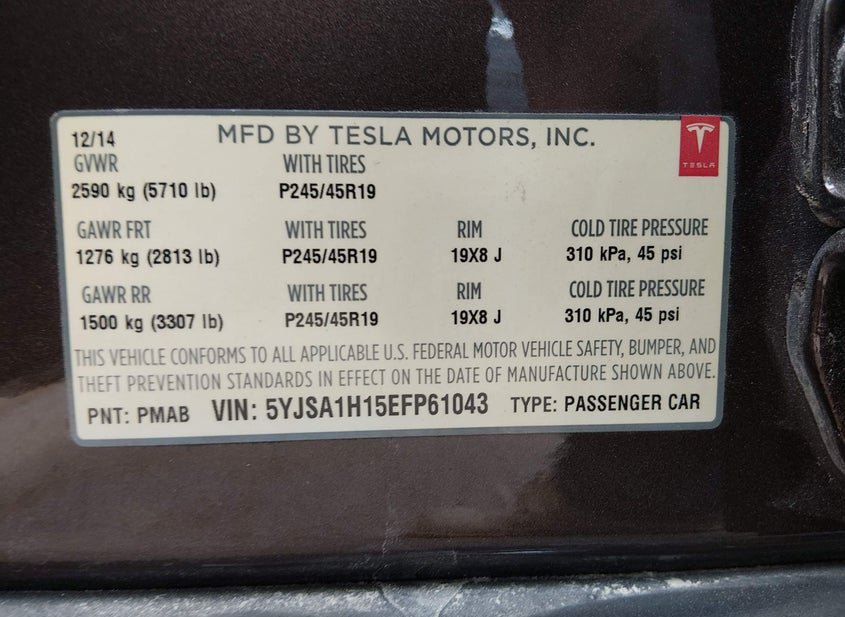 12/14 MFD BY TESLA MOTORS, INC.
TESLA
GVWR WITH TIRES
2590 kg (5710 lb) P245/45R19
GAWR FRT WITH TIRES RIM COLD TIRE PRESSURE
1276 kg (2813 lb) P245/45R19 19X8 J 310 kPa, 45 psi
GAWR RR WITH TIRES RIM COLD TIRE PRESSURE
1500 kg (3307 lb) P245/45R19 19X8 J 310 kPa, 45 psi
THIS VEHICLE CONFORMS TO ALL APPLICABLE U.S. FEDERAL MOTOR VEHICLE SAFETY, BUMPER, AND
THEFT PREVENTION STANDARDS IN EFFECT ON THE DATE OF MANUFACTURE SHOWN ABOVE.
PNT: PMAB VIN: 5YJSA1H15EFP61043 TYPE: PASSENGER CAR